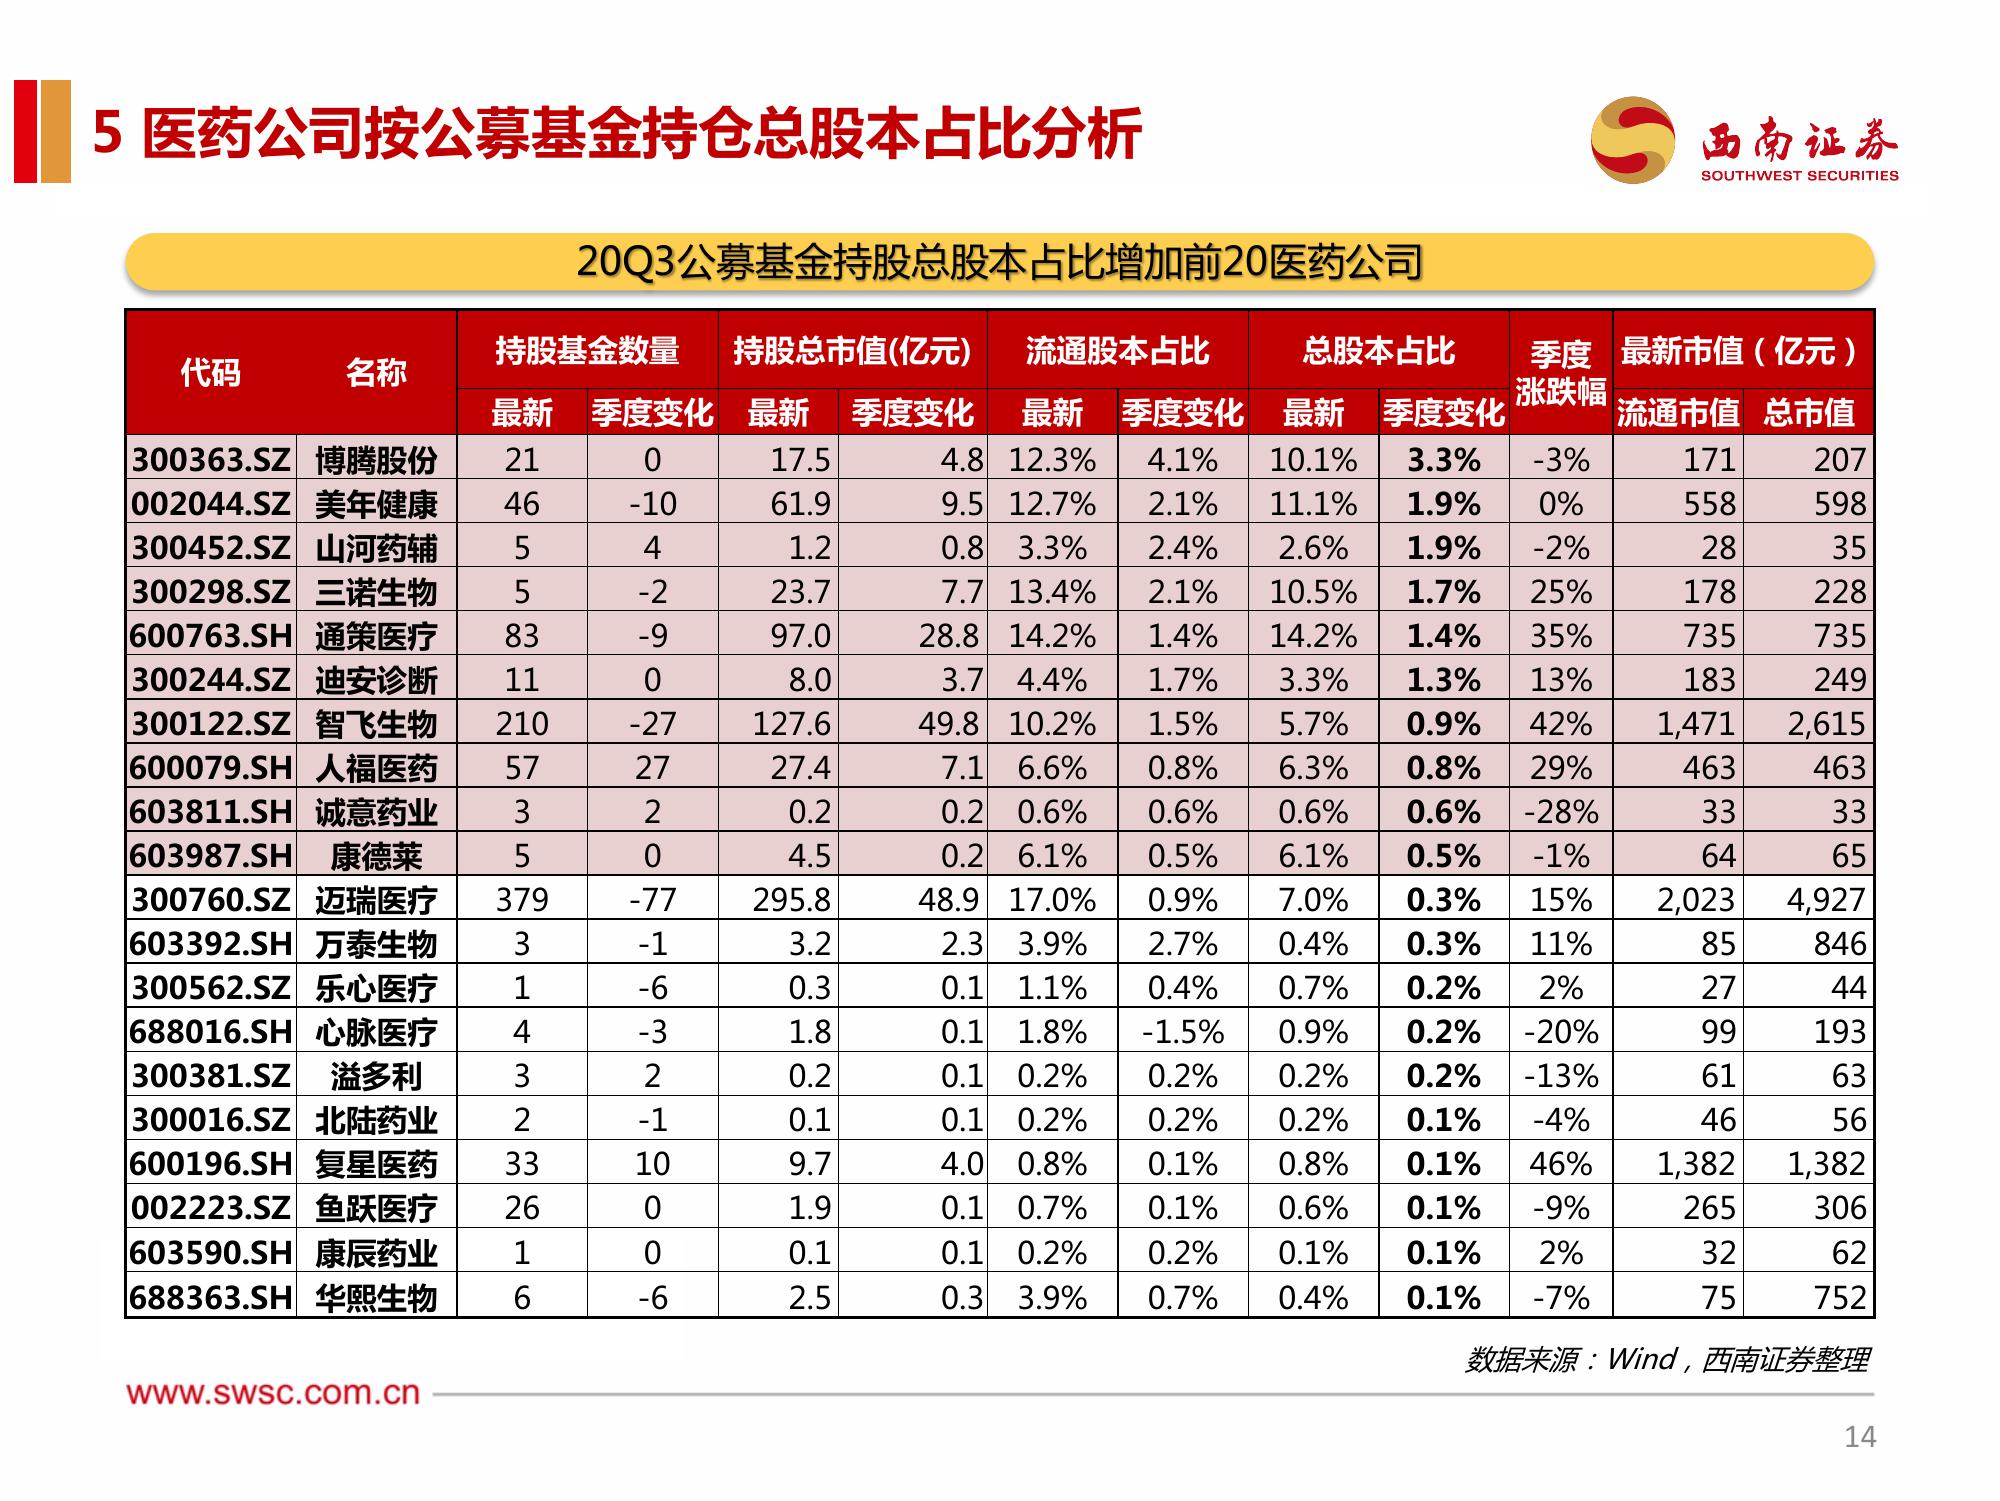 5 医药公司按公募基金持仓总股本占比分析
西南证券
SOUTHWEST SECURITIES
20Q3公募基金持股总股本占比增加前20医药公司
代码 名称 持股基金数量 持股总市值(亿元) 流通股本占比 总股本占比 季度涨跌幅 最新市值（亿元）
最新 季度变化 最新 季度变化 最新 季度变化 最新 季度变化 流通市值 总市值
300363.SZ 博腾股份 21 0 17.5 4.8 12.3% 4.1% 10.1% 3.3% -3% 171 207
002044.SZ 美年健康 46 -10 61.9 9.5 12.7% 2.1% 11.1% 1.9% 0% 558 598
300452.SZ 山河药辅 5 4 1.2 0.8 3.3% 2.4% 2.6% 1.9% -2% 28 35
300298.SZ 三诺生物 5 -2 23.7 7.7 13.4% 2.1% 10.5% 1.7% 25% 178 228
600763.SH 通策医疗 83 -9 97.0 28.8 14.2% 1.4% 14.2% 1.4% 35% 735 735
300244.SZ 迪安诊断 11 0 8.0 3.7 4.4% 1.7% 3.3% 1.3% 13% 183 249
300122.SZ 智飞生物 210 -27 127.6 49.8 10.2% 1.5% 5.7% 0.9% 42% 1,471 2,615
600079.SH 人福医药 57 27 27.4 7.1 6.6% 0.8% 6.3% 0.8% 29% 463 463
603811.SH 诚意药业 3 2 0.2 0.2 0.6% 0.6% 0.6% 0.6% -28% 33 33
603987.SH 康德莱 5 0 4.5 0.2 6.1% 0.5% 6.1% 0.5% -1% 64 65
300760.SZ 迈瑞医疗 379 -77 295.8 48.9 17.0% 0.9% 7.0% 0.3% 15% 2,023 4,927
603392.SH 万泰生物 3 -1 3.2 2.3 3.9% 2.7% 0.4% 0.3% 11% 85 846
300562.SZ 乐心医疗 1 -6 0.3 0.1 1.1% 0.4% 0.7% 0.2% 2% 27 44
688016.SH 心脉医疗 4 -3 1.8 0.1 1.8% -1.5% 0.9% 0.2% -20% 99 193
300381.SZ 溢多利 3 2 0.2 0.1 0.2% 0.2% 0.2% 0.2% -13% 61 63
300016.SZ 北陆药业 2 -1 0.1 0.1 0.2% 0.2% 0.2% 0.1% -4% 46 56
600196.SH 复星医药 33 10 9.7 4.0 0.8% 0.1% 0.8% 0.1% 46% 1,382 1,382
002223.SZ 鱼跃医疗 26 0 1.9 0.1 0.7% 0.1% 0.6% 0.1% -9% 265 306
603590.SH 康辰药业 1 0 0.1 0.1 0.2% 0.2% 0.1% 0.1% 2% 32 62
688363.SH 华熙生物 6 -6 2.5 0.3 3.9% 0.7% 0.4% 0.1% -7% 75 752
数据来源：Wind，西南证券整理
www.swsc.com.cn
14